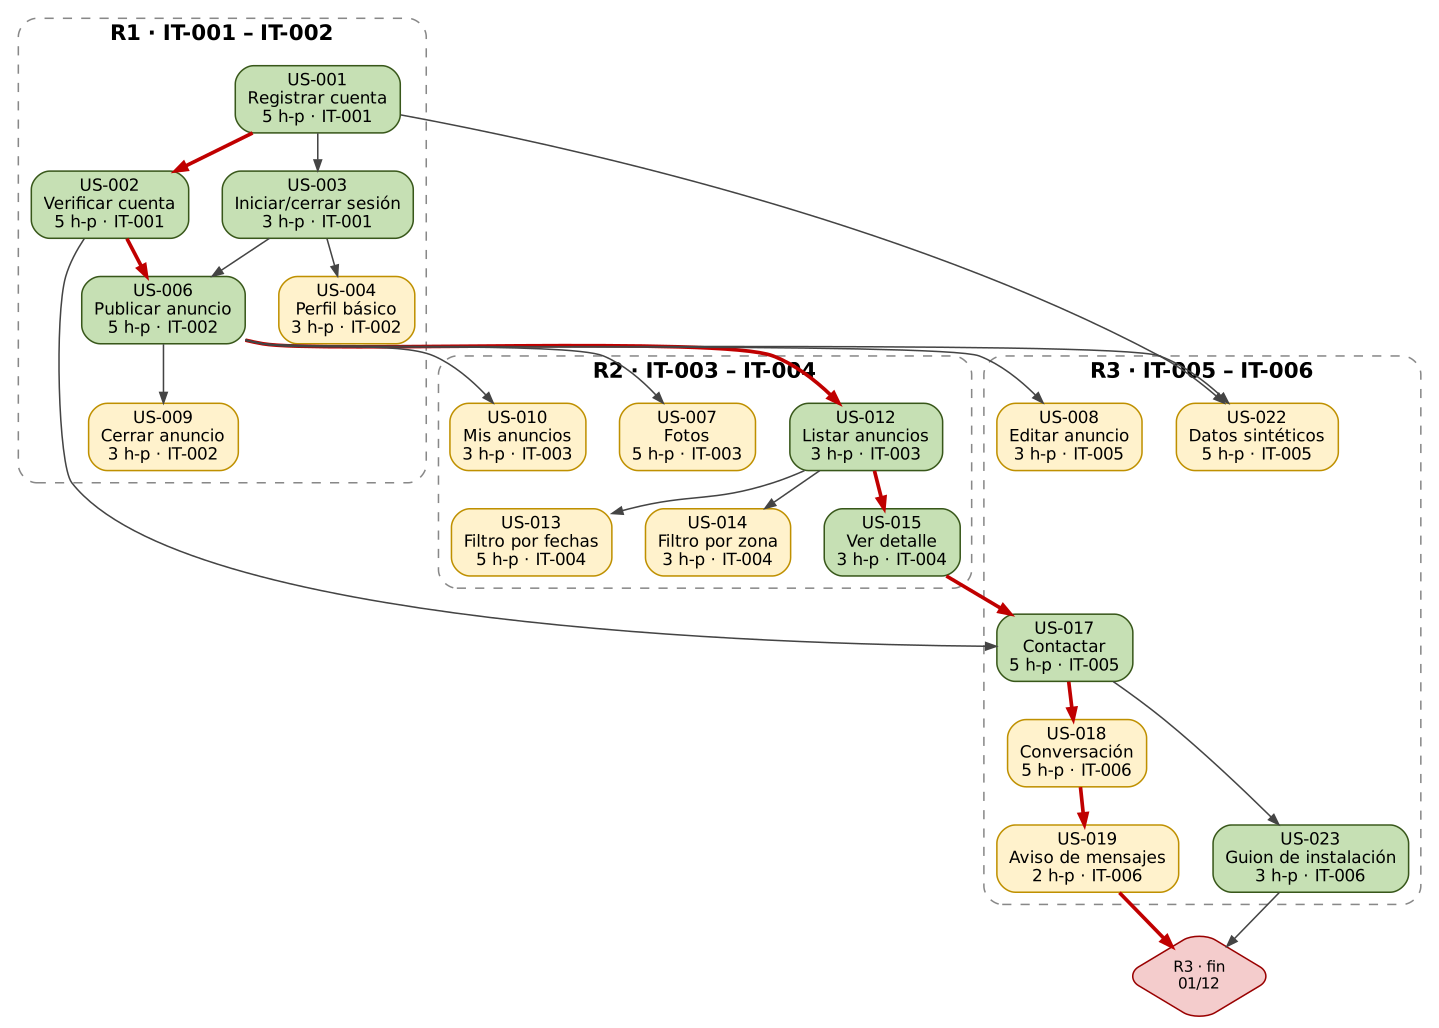 R1 · IT-001 – IT-002
US-001
Registrar cuenta
5 h-p · IT-001
US-002
Verificar cuenta
5 h-p · IT-001
US-003
Iniciar/cerrar sesión
3 h-p · IT-001
US-006
Publicar anuncio
5 h-p · IT-002
US-004
Perfil básico
3 h-p · IT-002
US-009
Cerrar anuncio
3 h-p · IT-002
R2 · IT-003 – IT-004
US-010
Mis anuncios
3 h-p · IT-003
US-007
Fotos
5 h-p · IT-003
US-012
Listar anuncios
3 h-p · IT-003
US-013
Filtro por fechas
5 h-p · IT-004
US-014
Filtro por zona
3 h-p · IT-004
US-015
Ver detalle
3 h-p · IT-004
R3 · IT-005 – IT-006
US-008
Editar anuncio
3 h-p · IT-005
US-022
Datos sintéticos
5 h-p · IT-005
US-017
Contactar
5 h-p · IT-005
US-018
Conversación
5 h-p · IT-006
US-019
Aviso de mensajes
2 h-p · IT-006
US-023
Guion de instalación
3 h-p · IT-006
R3 · fin
01/12